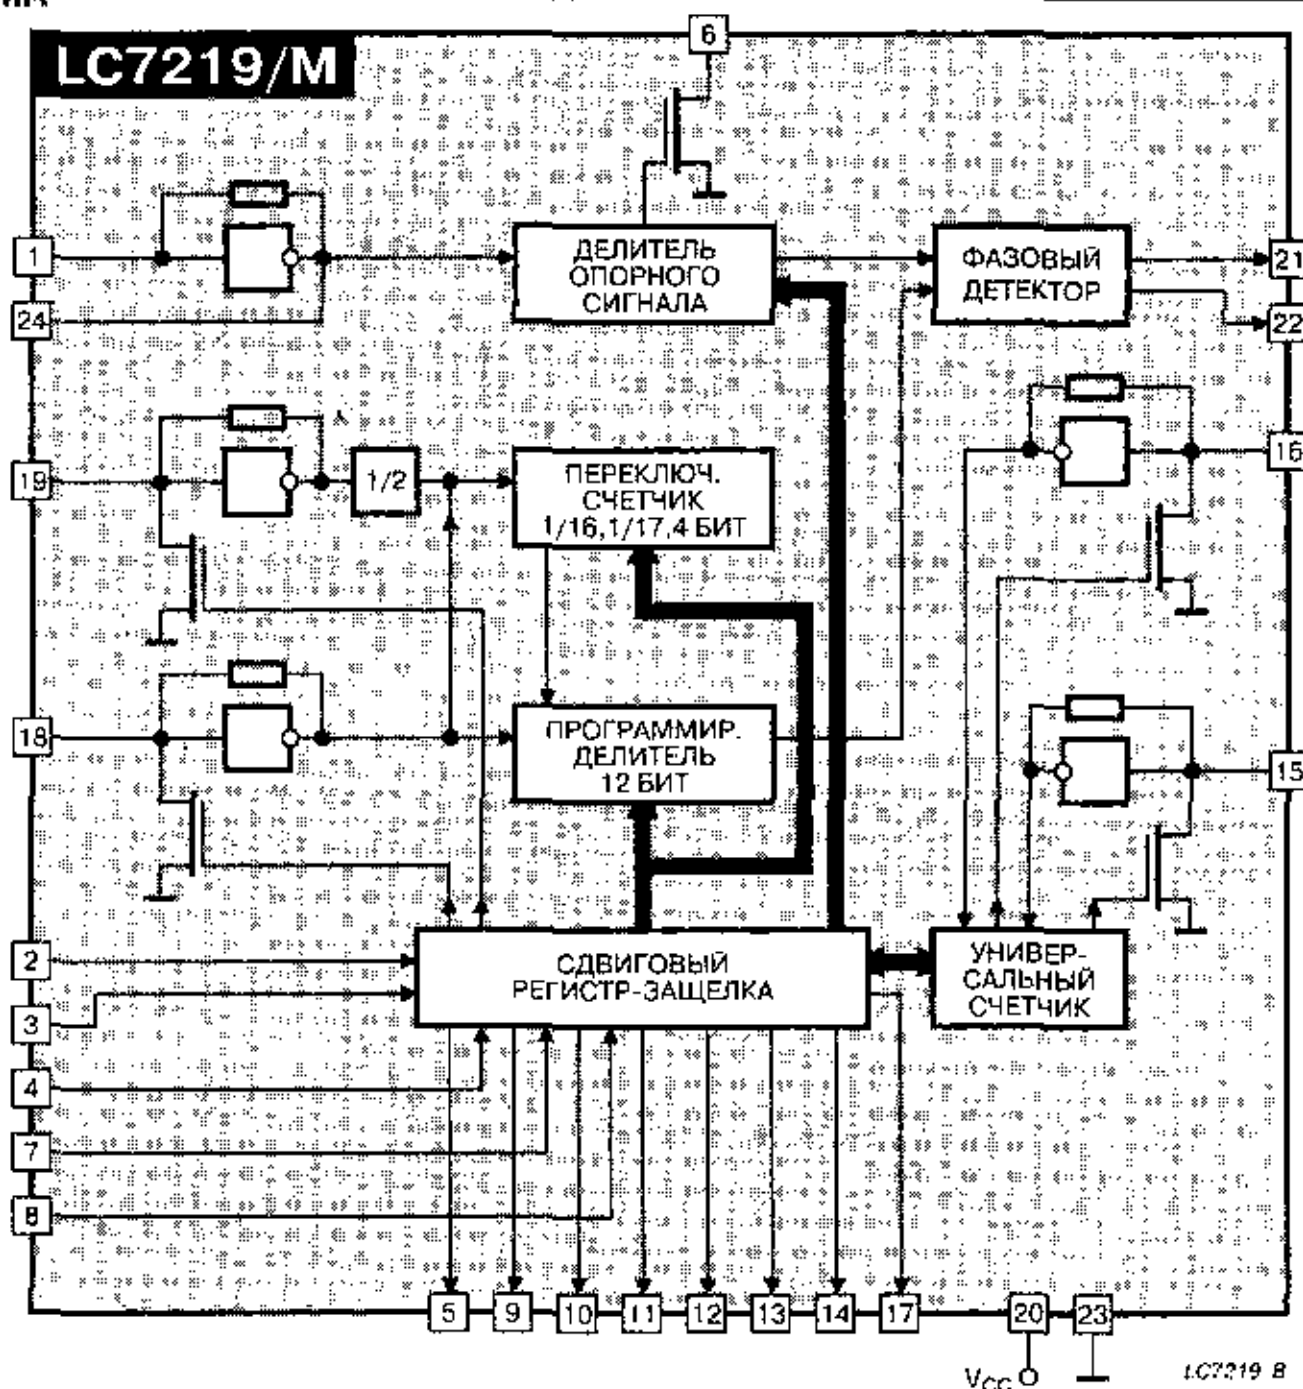 LC7219/M
6
1
24
ДЕЛИТЕЛЬ
ОПОРНОГО
СИГНАЛА
ФАЗОВЫЙ
ДЕТЕКТОР
21
22
19
1/2
ПЕРЕКЛЮЧ.
СЧЕТЧИК
1/16,1/17,4 БИТ
16
18
ПРОГРАММИР.
ДЕЛИТЕЛЬ
12 БИТ
15
2
3
4
7
8
СДВИГОВЫЙ
РЕГИСТР-ЗАЩЕЛКА
УНИВЕР-
САЛЬНЫЙ
СЧЕТЧИК
5 9 10 11 12 13 14 17 20 23
VCC
LC7219 B